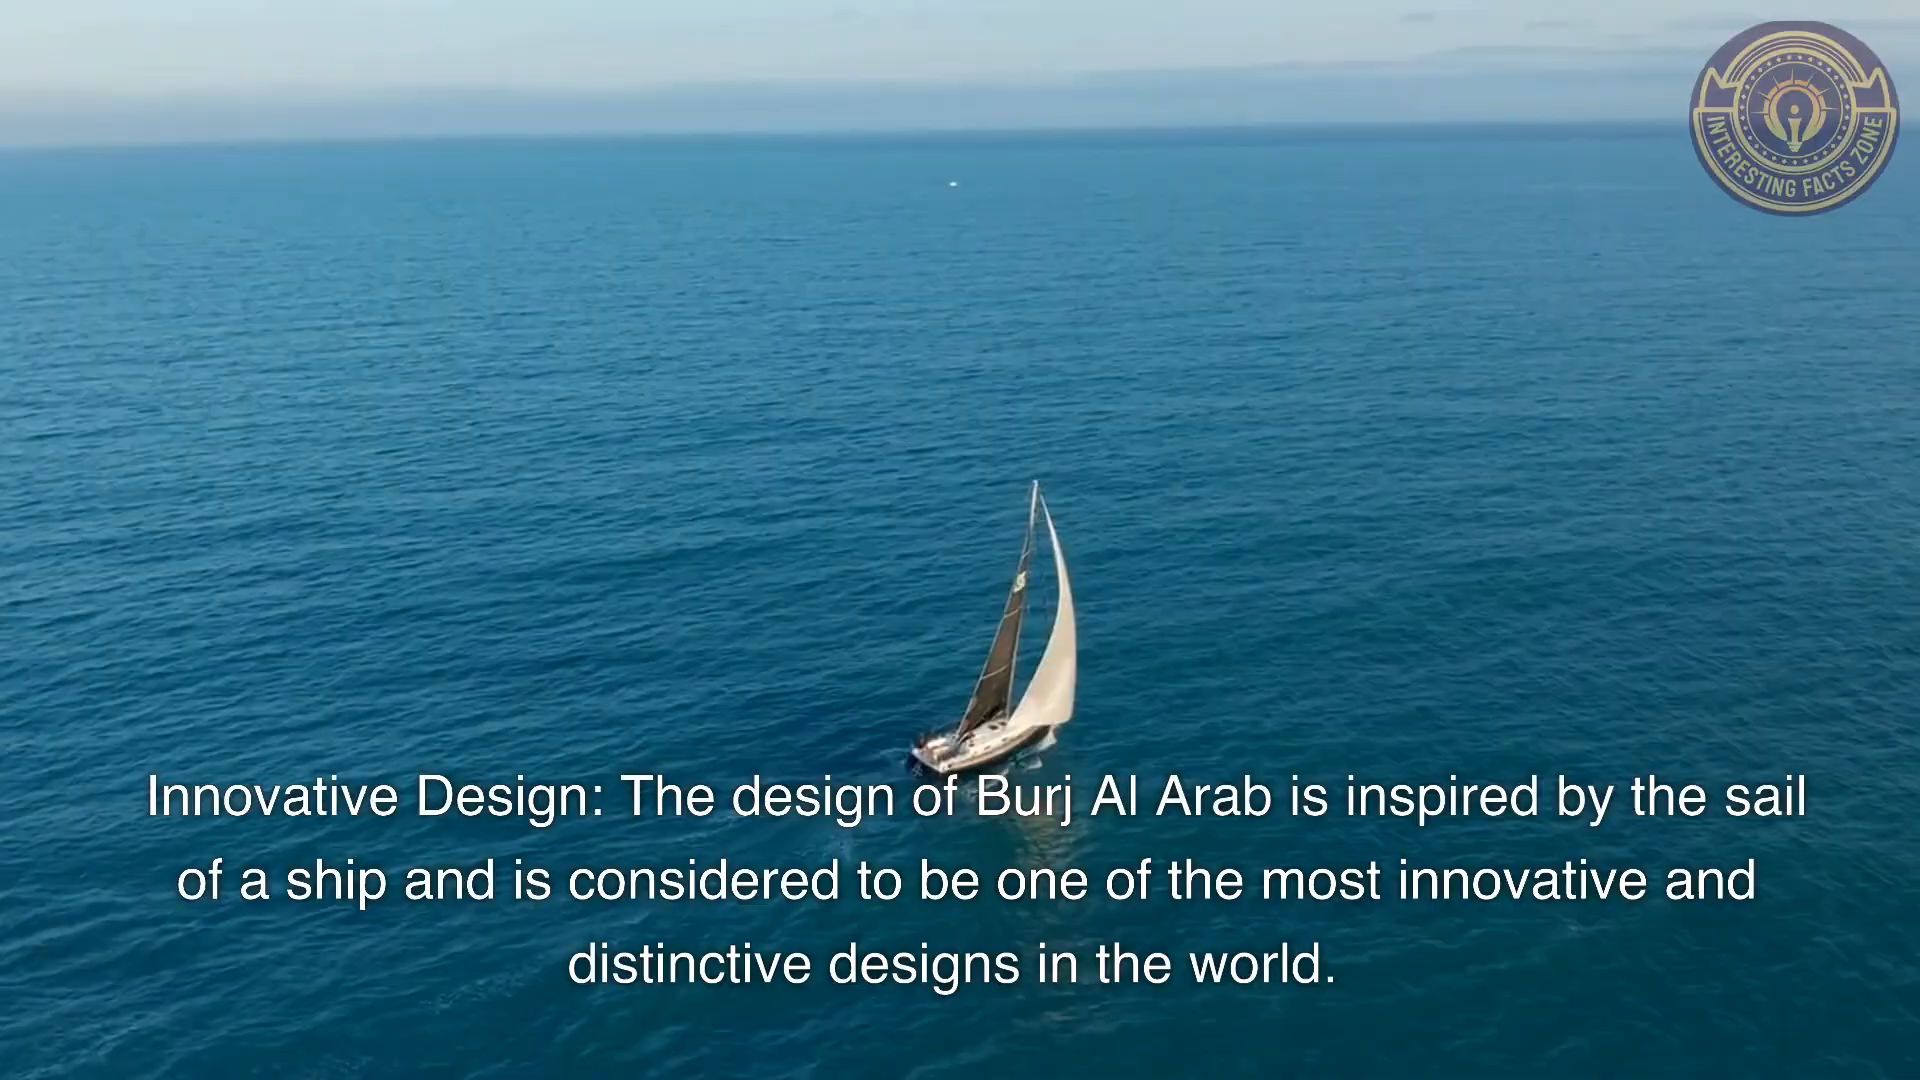 INTERESTING FACTS ZONE
Innovative Design: The design of Burj Al Arab is inspired by the sail
of a ship and is considered to be one of the most innovative and
distinctive designs in the world.